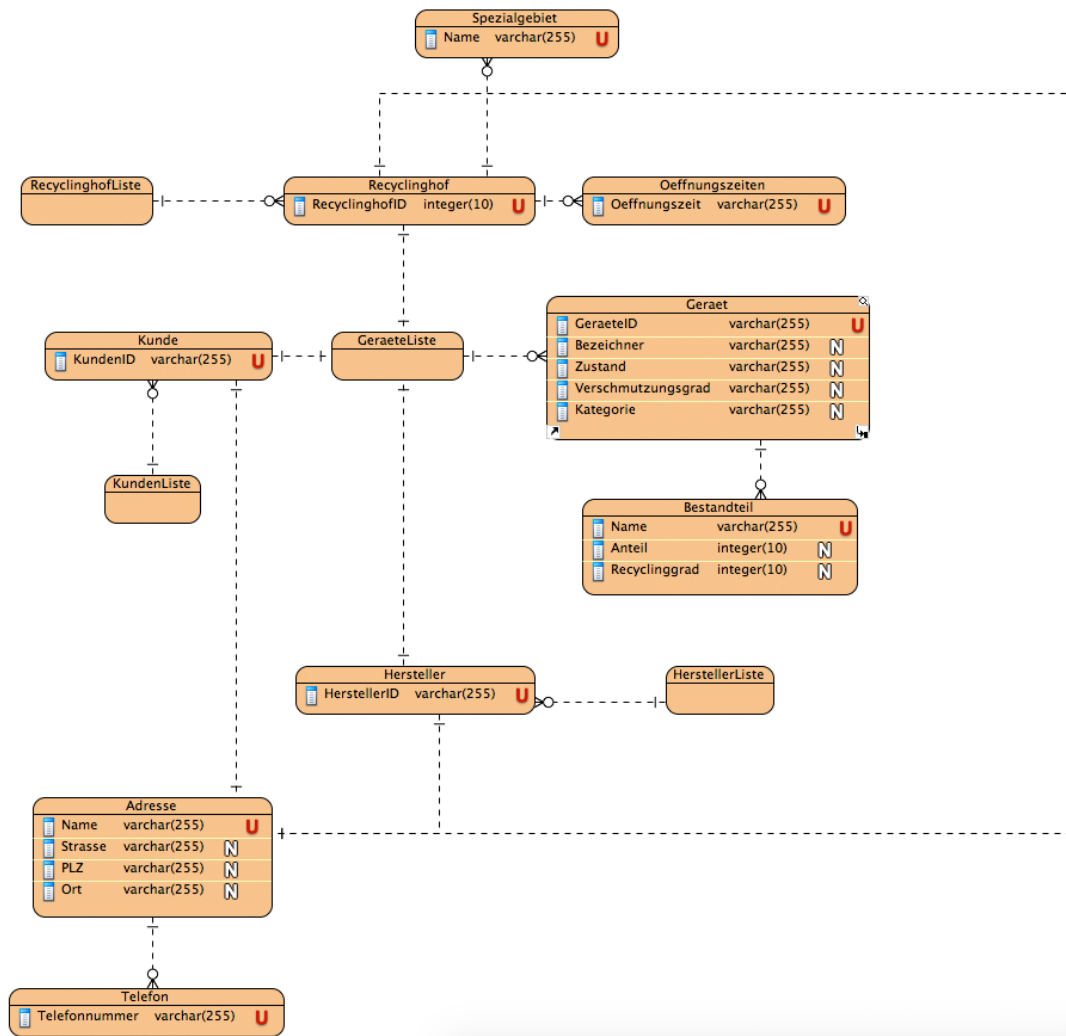 Spezialgebiet
Name varchar(255) U
RecyclinghofListe
Recyclinghof
RecyclinghofID integer(10) U
Oeffnungszeiten
Oeffnungszeit varchar(255) U
Kunde
KundenID varchar(255) U
GeraeteListe
Geraet
GeraeteID varchar(255) U
Bezeichner varchar(255) N
Zustand varchar(255) N
Verschmutzungsgrad varchar(255) N
Kategorie varchar(255) N
KundenListe
Bestandteil
Name varchar(255) U
Anteil integer(10) N
Recyclinggrad integer(10) N
Hersteller
HerstellerID varchar(255) U
HerstellerListe
Adresse
Name varchar(255) U
Strasse varchar(255) N
PLZ varchar(255) N
Ort varchar(255) N
Telefon
Telefonnummer varchar(255) U